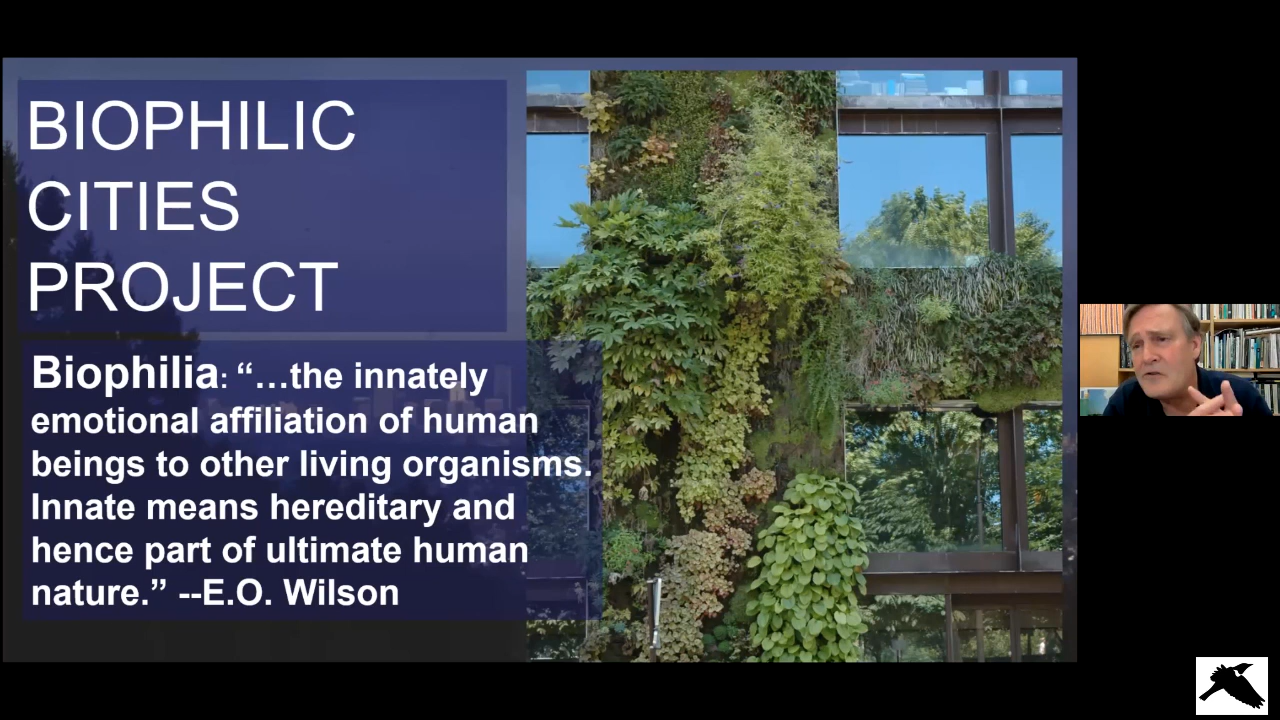 BIOPHILIC
CITIES
PROJECT
Biophilia: “…the innately
emotional affiliation of human
beings to other living organisms.
Innate means hereditary and
hence part of ultimate human
nature.” --E.O. Wilson